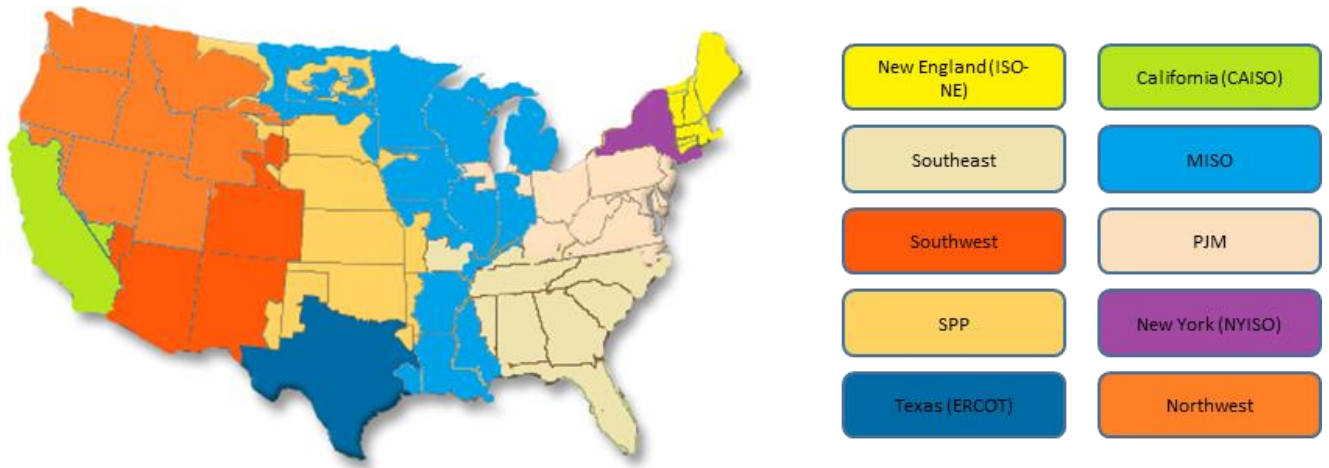 New England (ISO-
NE)
California (CAISO)
Southeast
MISO
Southwest
PJM
SPP
New York (NYISO)
Texas (ERCOT)
Northwest